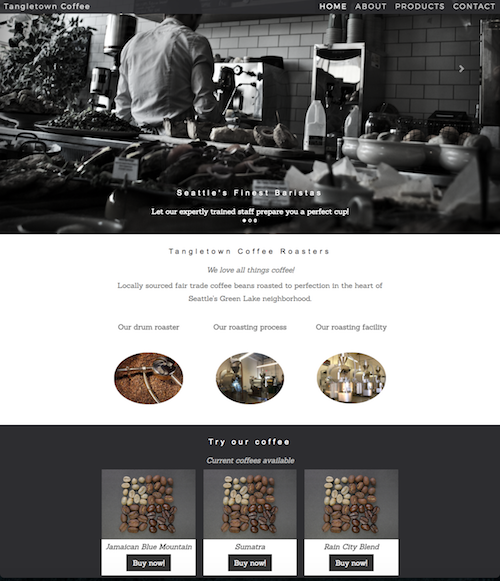 Tangletown Coffee
HOME ABOUT PRODUCTS CONTACT
Seattle's Finest Baristas
Let our expertly trained staff prepare you a perfect cup!
Tangletown Coffee Roasters
We love all things coffee!
Locally sourced fair trade coffee beans roasted to perfection in the heart of
Seattle's Green Lake neighborhood.
Our drum roaster
Our roasting process
Our roasting facility
Try our coffee
Current coffees available
Jamaican Blue Mountain
Buy now!
Sumatra
Buy now!
Rain City Blend
Buy now!